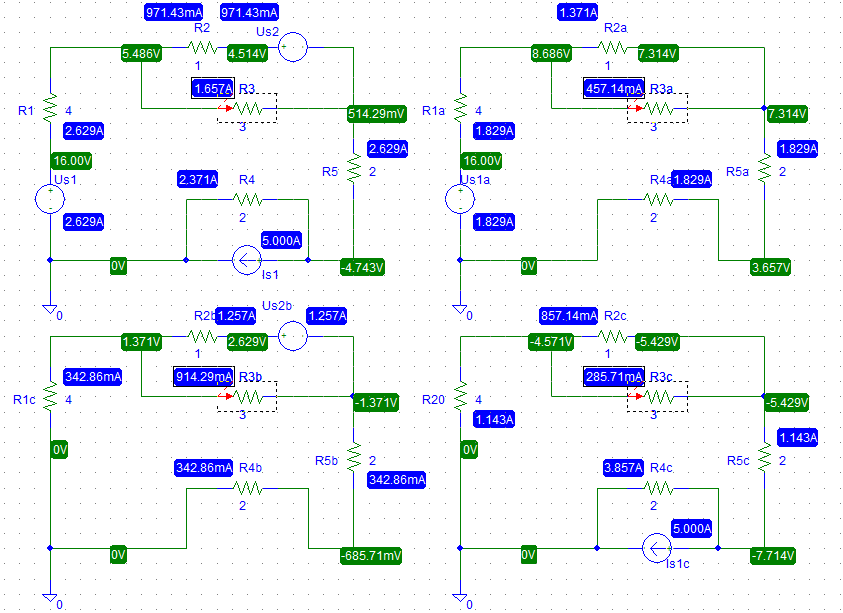 971.43mA 971.43mA
R2 Us2
5.486V 4.514V + -
1
1.657A R3
3
R1 4
2.629A
514.29mV
2.629A
R5 2
16.00V
Us1
+
-
2.629A
2.371A R4
2
5.000A
0V Is1 -4.743V
0
1.371A
R2a
8.686V 7.314V
1
457.14mA R3a
3
R1a 4
1.829A
7.314V
1.829A
R5a 2
16.00V
Us1a
+
-
1.829A
R4a 1.829A
2
0V 3.657V
0
R2b 1.257A Us2b 1.257A
1.371V 2.629V + -
1
342.86mA
914.29mA R3b
3
R1c 4
-1.371V
0V
R5b 2
342.86mA
342.86mA R4b
2
0V -685.71mV
0
857.14mA R2c
-4.571V -5.429V
1
285.71mA R3c
3
R20 4
1.143A
-5.429V
1.143A
0V
R5c 2
3.857A R4c
2
5.000A
0V Is1c -7.714V
0